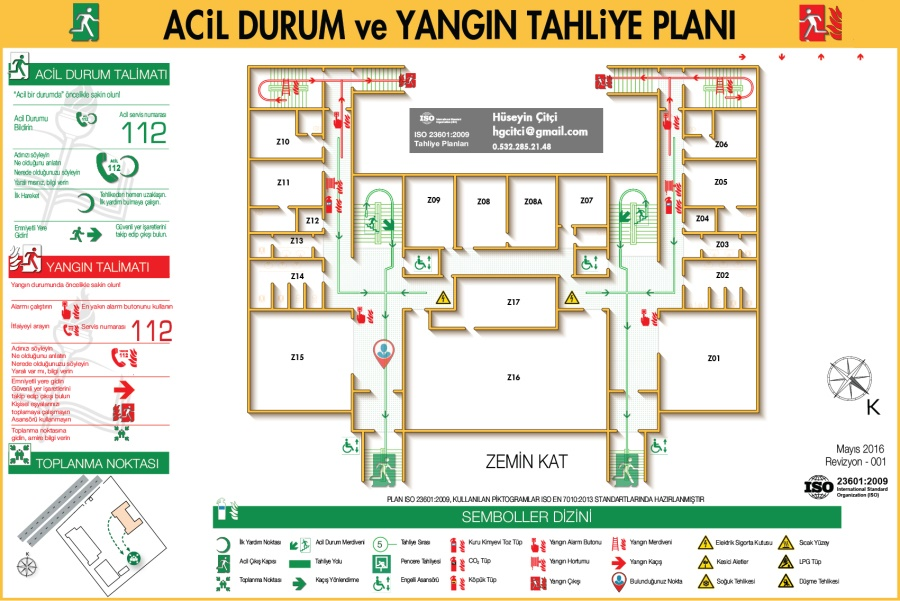 ACİL DURUM ve YANGIN TAHLİYE PLANI
ACİL DURUM TALİMATI
"Acil bir durumda" öncelikle sakin olun!
Acil Durumu
Bildirin
Acil servis numarası
112
Adınızı söyleyin
Ne olduğunu anlatın
Nerede olduğunuzu söyleyin
Yaralı varsa, bilgi verin
ACİL
112
İlk Hareket
Tehlikeden hemen uzaklaşın.
İlk yardım bulmaya çalışın.
Emniyetli Yere
Gidin!
Güvenli yer işaretlerini
takip edip çıkışı bulun.
YANGIN TALİMATI
Yangın durumunda öncelikle sakin olun!
Alarmı çalıştırın
En yakın alarm butonunu kullanın
İtfaiyeyi arayın
Servis numarası
112
Adınızı söyleyin
Ne olduğunu anlatın
Nerede olduğunuzu söyleyin
Yaralı var mı, bilgi verin
112
Emniyetli yere gidin
Güvenli yer işaretlerini
takip edip çıkışı bulun
Kişisel eşyalarınızı
toplamaya çalışmayın
Asansörü kullanmayın
Toplanma noktasına
gidin, amire bilgi verin
TOPLANMA NOKTASI
K
ISO International Standard Organization (ISO)
ISO 23601:2009
Tahliye Planları
Hüseyin Çitçi
hgcitci@gmail.com
0.532.285.21.48
Z10
Z11
Z12
Z13
Z14
Z15
Z09
Z08
Z08A
Z07
Z06
Z05
Z04
Z03
Z02
Z01
Z17
Z16
ZEMİN KAT
K
Mayıs 2016
Revizyon - 001
ISO 23601:2009
International Standard
Organization (ISO)
PLAN ISO 23601:2009, KULLANILAN PİKTOGRAMLAR ISO EN 7010:2013 STANDARTLARINDA HAZIRLANMIŞTIR
SEMBOLLER DİZİNİ
İlk Yardım Noktası
Acil Durum Merdiveni
5
Tahliye Sırası
Kuru Kimyevi Toz Tüp
Yangın Alarm Butonu
Yangın Merdiveni
Elektrik Sigorta Kutusu
Sıcak Yüzey
Acil Çıkış Kapısı
Tahliye Yolu
Pencere Tahliyesi
CO2 Tüp
Yangın Hortumu
Yangın Kaçış
Kesici Aletler
LPG Tüp
Toplanma Noktası
Kaçış Yönlendirme
Engelli Asansörü
Köpük Tüp
Yangın Çıkışı
Bulunduğunuz Nokta
Soğuk Tehlikesi
Düşme Tehlikesi